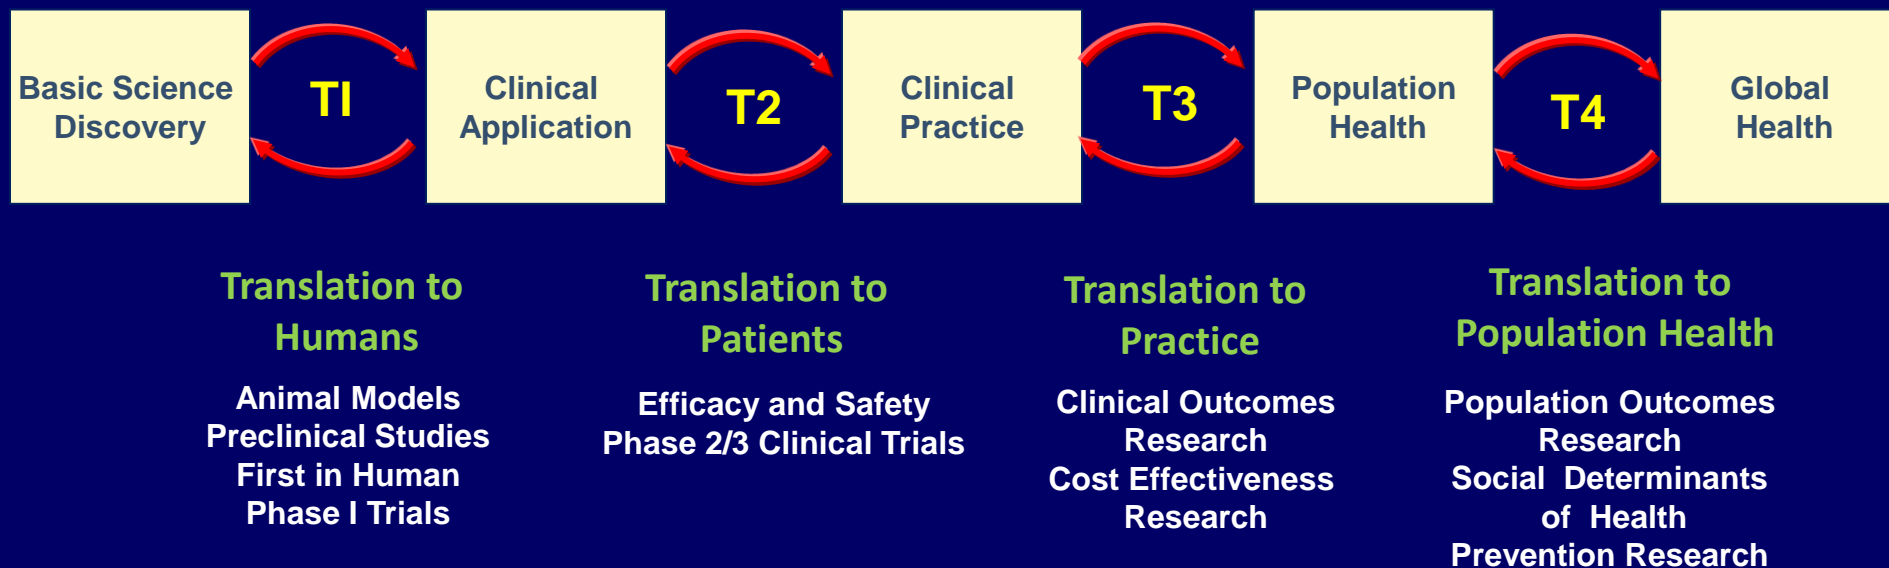 Basic Science
Discovery
TI
Clinical
Application
T2
Clinical
Practice
T3
Population
Health
T4
Global
Health
Translation to
Humans
Animal Models
Preclinical Studies
First in Human
Phase I Trials
Translation to
Patients
Efficacy and Safety
Phase 2/3 Clinical Trials
Translation to
Practice
Clinical Outcomes
Research
Cost Effectiveness
Research
Translation to
Population Health
Population Outcomes
Research
Social Determinants
of Health
Prevention Research